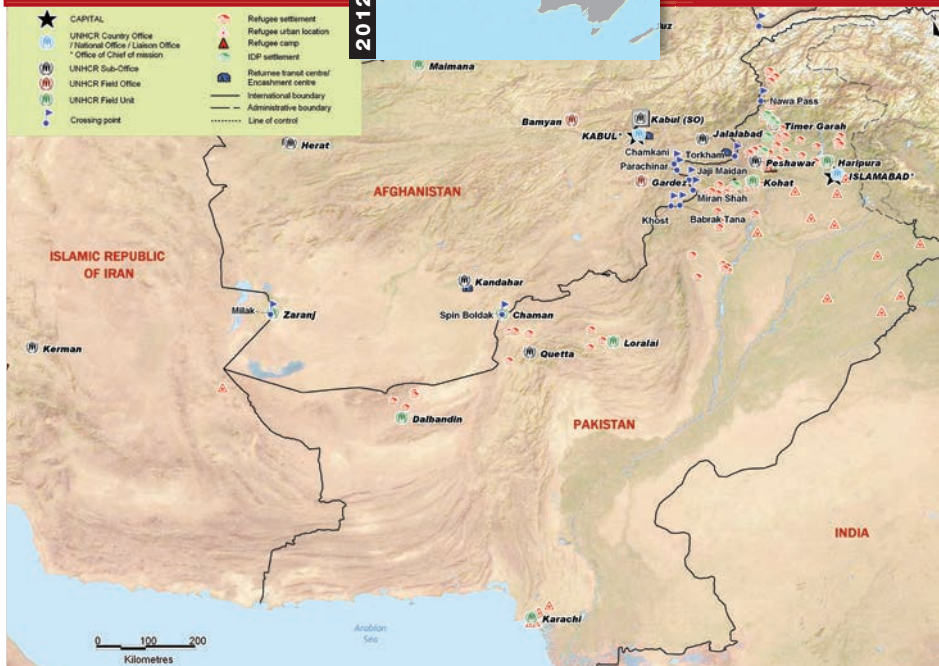 2012
CAPITAL
UNHCR Country Office
/ National Office / Liaison Office
* Office of Chief of mission
UNHCR Sub-Office
UNHCR Field Office
UNHCR Field Unit
Crossing point
Refugee settlement
Refugee urban location
Refugee camp
IDP settlement
Returnee transit centre/
Encashment centre
International boundary
Administrative boundary
Line of control
Maimana
Nawa Pass
Bamyan
Kabul (SO)
KABUL*
Jalalabad
Timer Garah
Herat
Chamkani
Torkham
Peshawar
Haripura
Parachinar
Jaji Maidan
ISLAMABAD*
AFGHANISTAN
Gardez
Kohat
Miran Shah
Khost
Babrak Tana
ISLAMIC REPUBLIC
OF IRAN
Kandahar
Milak
Zaranj
Spin Boldak
Chaman
Kerman
Quetta
Loralai
Dalbandin
PAKISTAN
INDIA
Karachi
Arabian
Sea
0 100 200
Kilometres